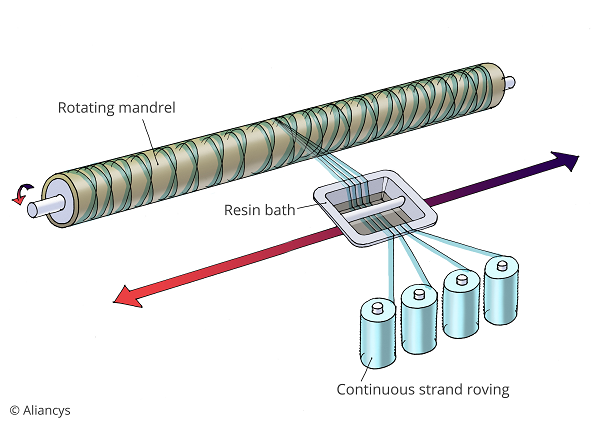 Rotating mandrel
Resin bath
Continuous strand roving
© Aliancys